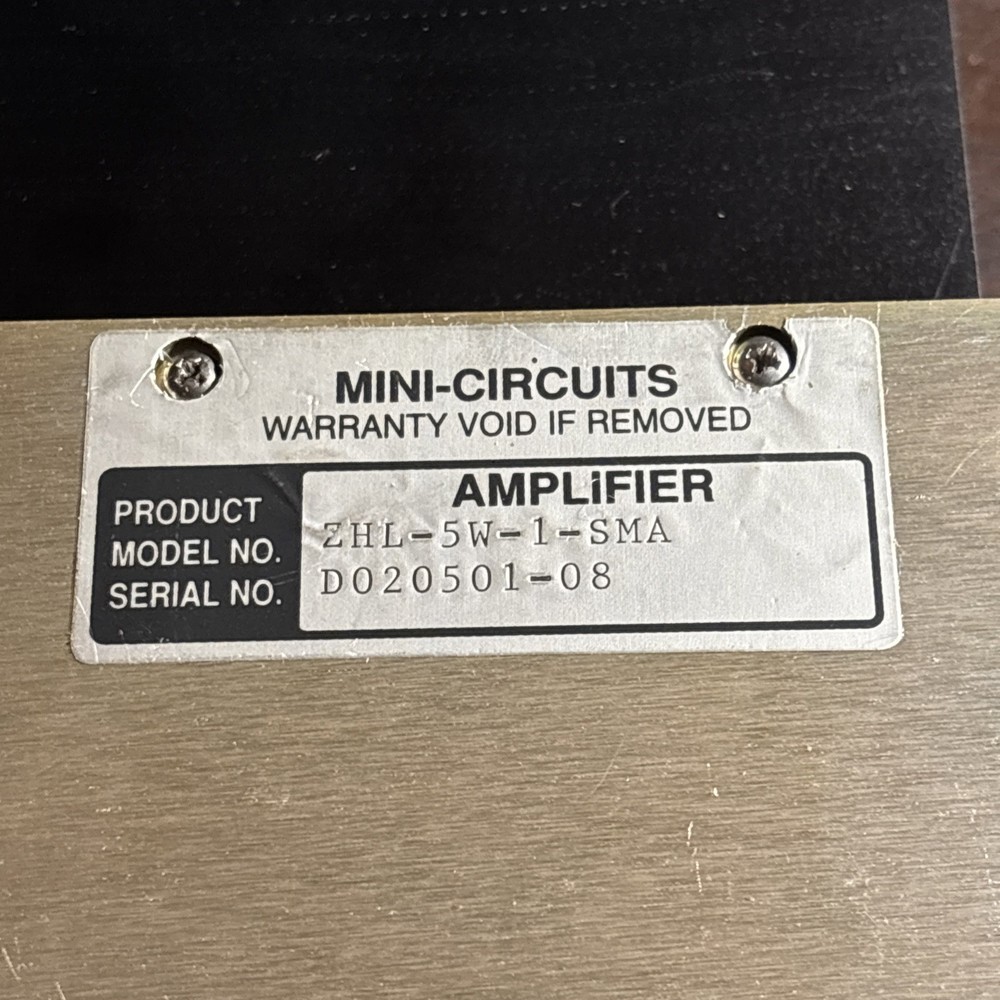 MINI-CIRCUITS
WARRANTY VOID IF REMOVED
PRODUCT AMPLIFIER
MODEL NO. ZHL-5W-1-SMA
SERIAL NO. D020501-08